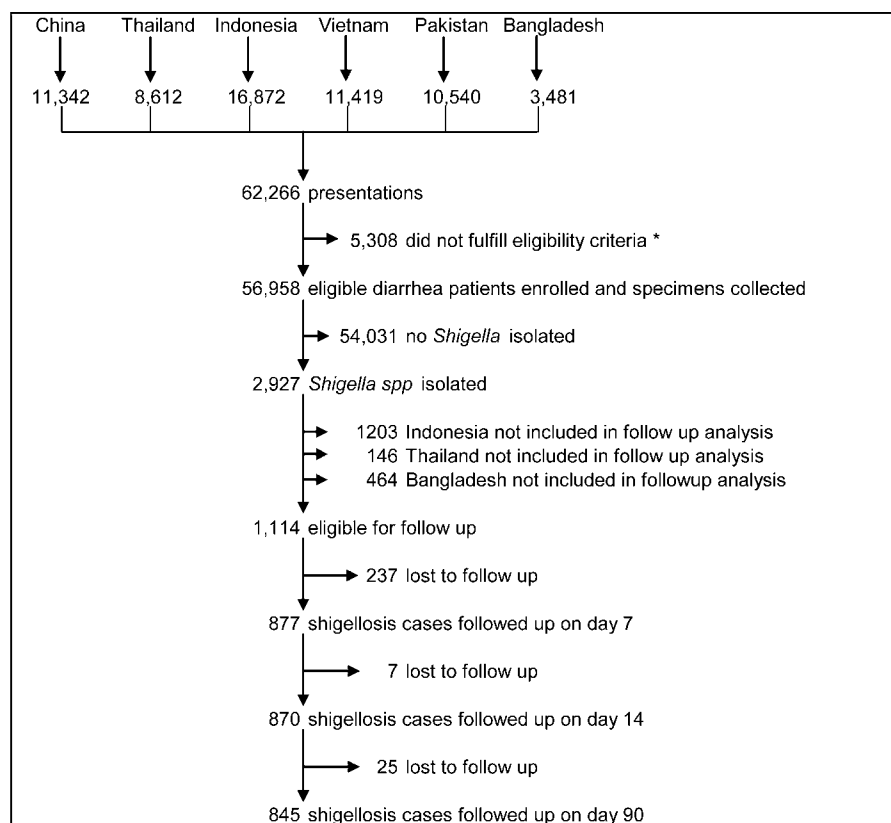 China Thailand Indonesia Vietnam Pakistan Bangladesh
11,342 8,612 16,872 11,419 10,540 3,481
62,266 presentations
5,308 did not fulfill eligibility criteria *
56,958 eligible diarrhea patients enrolled and specimens collected
54,031 no Shigella isolated
2,927 Shigella spp isolated
1203 Indonesia not included in follow up analysis
146 Thailand not included in follow up analysis
464 Bangladesh not included in followup analysis
1,114 eligible for follow up
237 lost to follow up
877 shigellosis cases followed up on day 7
7 lost to follow up
870 shigellosis cases followed up on day 14
25 lost to follow up
845 shigellosis cases followed up on day 90